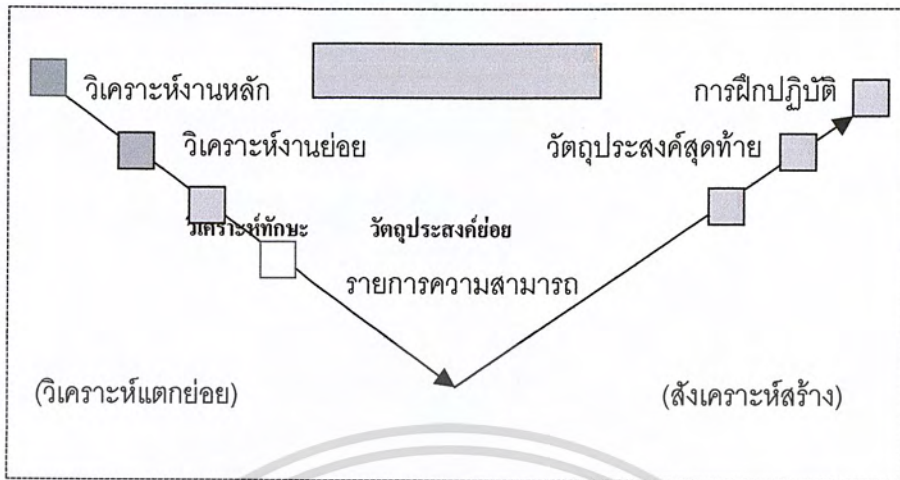 วิเคราะห์งานหลัก
การฝึกปฏิบัติ
วิเคราะห์งานย่อย
วัตถุประสงค์สุดท้าย
วิเคราะห์ทักษะ
วัตถุประสงค์ย่อย
รายการความสามารถ
(วิเคราะห์แตกย่อย)
(สังเคราะห์สร้าง)